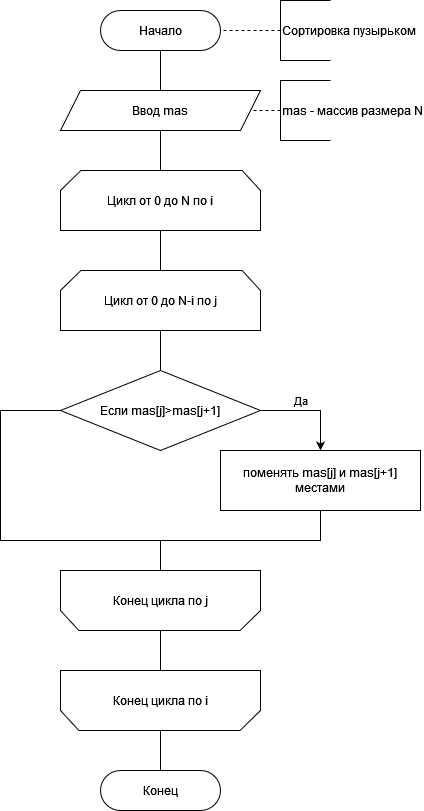 Начало
Сортировка пузырьком
Ввод mas
mas - массив размера N
Цикл от 0 до N по i
Цикл от 0 до N-i по j
Если mas[j]>mas[j+1]
Да
поменять mas[j] и mas[j+1]
местами
Конец цикла по j
Конец цикла по i
Конец